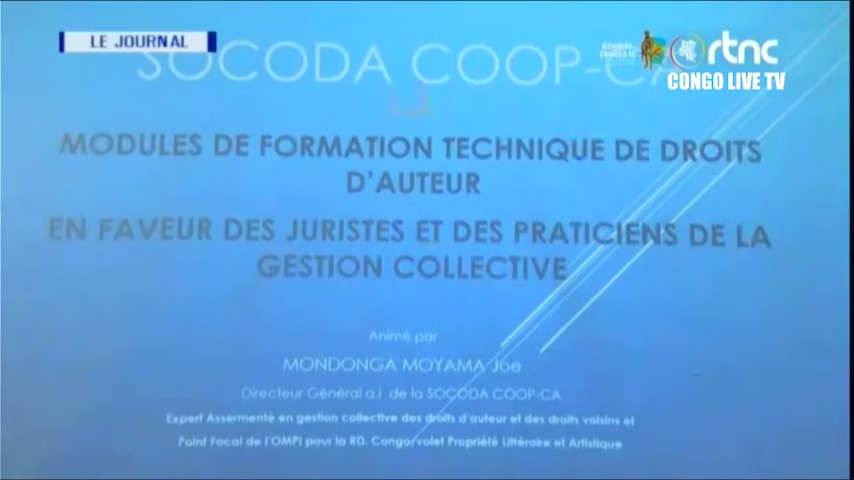 LE JOURNAL
rtnc
CONGO LIVE TV
SOCODA COOP-CA
MODULES DE FORMATION TECHNIQUE DE DROITS
D'AUTEUR
EN FAVEUR DES JURISTES ET DES PRATICIENS DE LA
GESTION COLLECTIVE
Animé par
MONDONGA MOYAMA Joe
Directeur Général a.i de la SOCODA COOP-CA
Expert Assermenté en gestion collective des droits d'auteur et des droits voisins et
Point Focal de l'OMPI pour la RD. Congo/volet Propriété Littéraire et Artistique